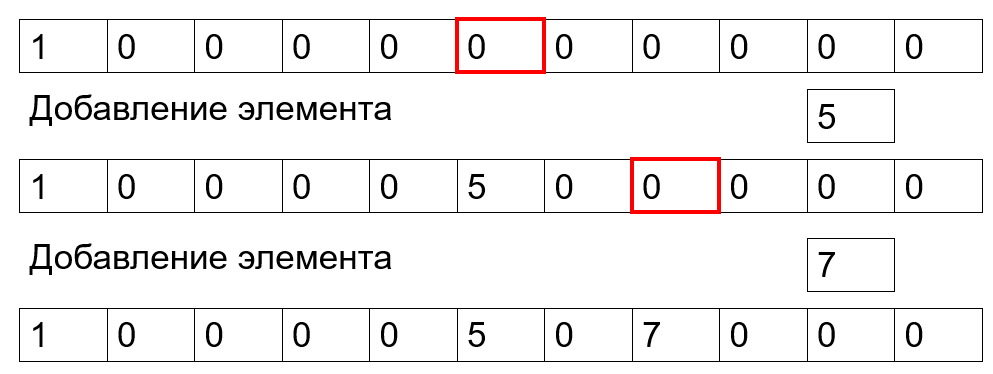 1 0 0 0 0 0 0 0 0 0 0
Добавление элемента 5
1 0 0 0 0 5 0 0 0 0 0
Добавление элемента 7
1 0 0 0 0 5 0 7 0 0 0